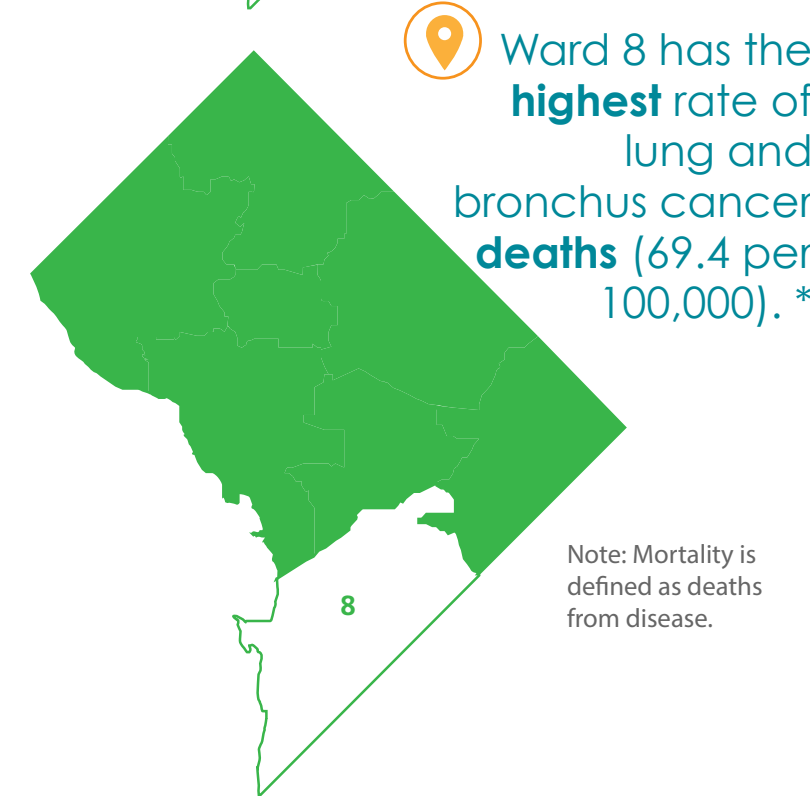 Ward 8 has the
highest rate of
lung and
bronchus cancer
deaths (69.4 per
100,000). *
Note: Mortality is
defined as deaths
from disease.
8